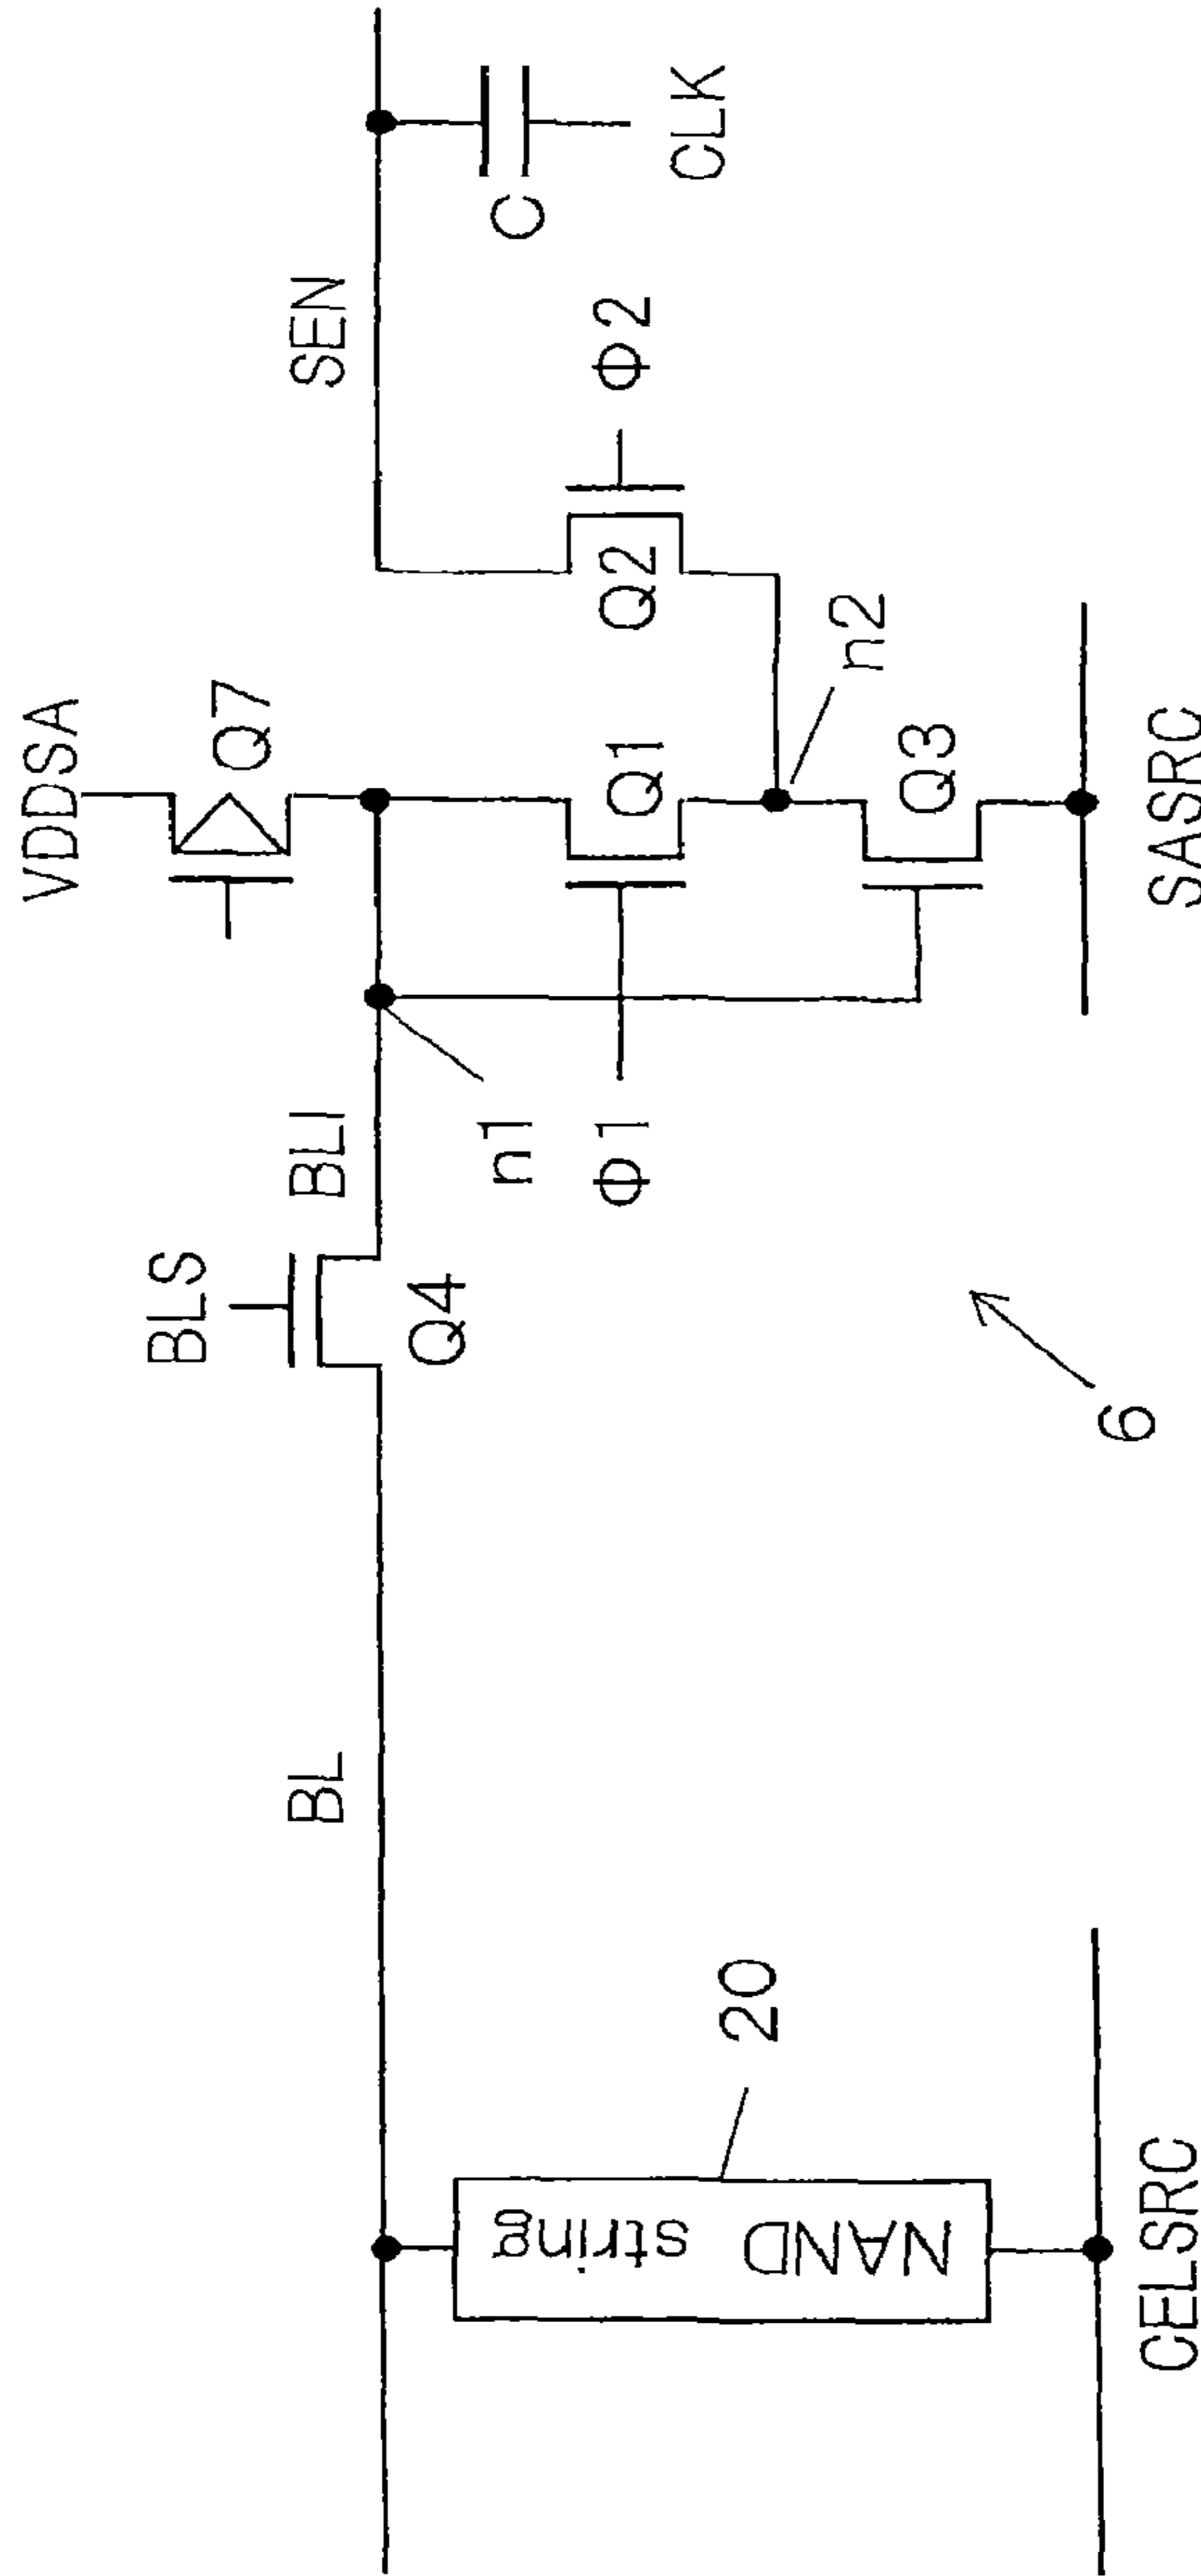 VDDSA
Q7
SEN
BLS
BLI
BL
Q4
n1
Φ1
Q1
Q2
Φ2
C
CLK
n2
Q3
20
NAND string
6
CELSRC
SASRC